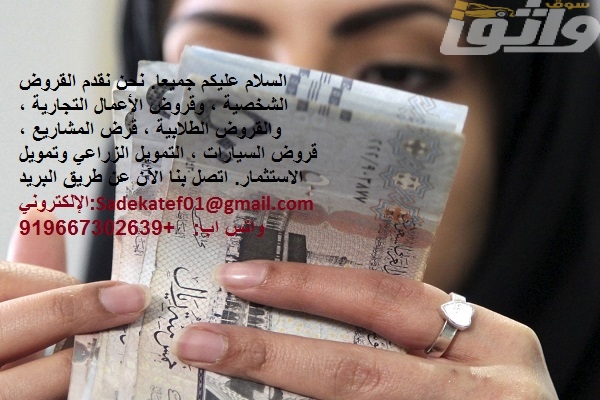 سوق
واثق
السلام عليكم جميعا نحن نقدم القروض
الشخصية ، وقروض الأعمال التجارية ،
والقروض الطلابية ، قرض المشاريع ،
قروض السيارات ، التمويل الزراعي وتمويل
الاستثمار. اتصل بنا الآن عن طريق البريد
الإلكتروني:Sadekatef01@gmail.com
واتس اب: +919667302639